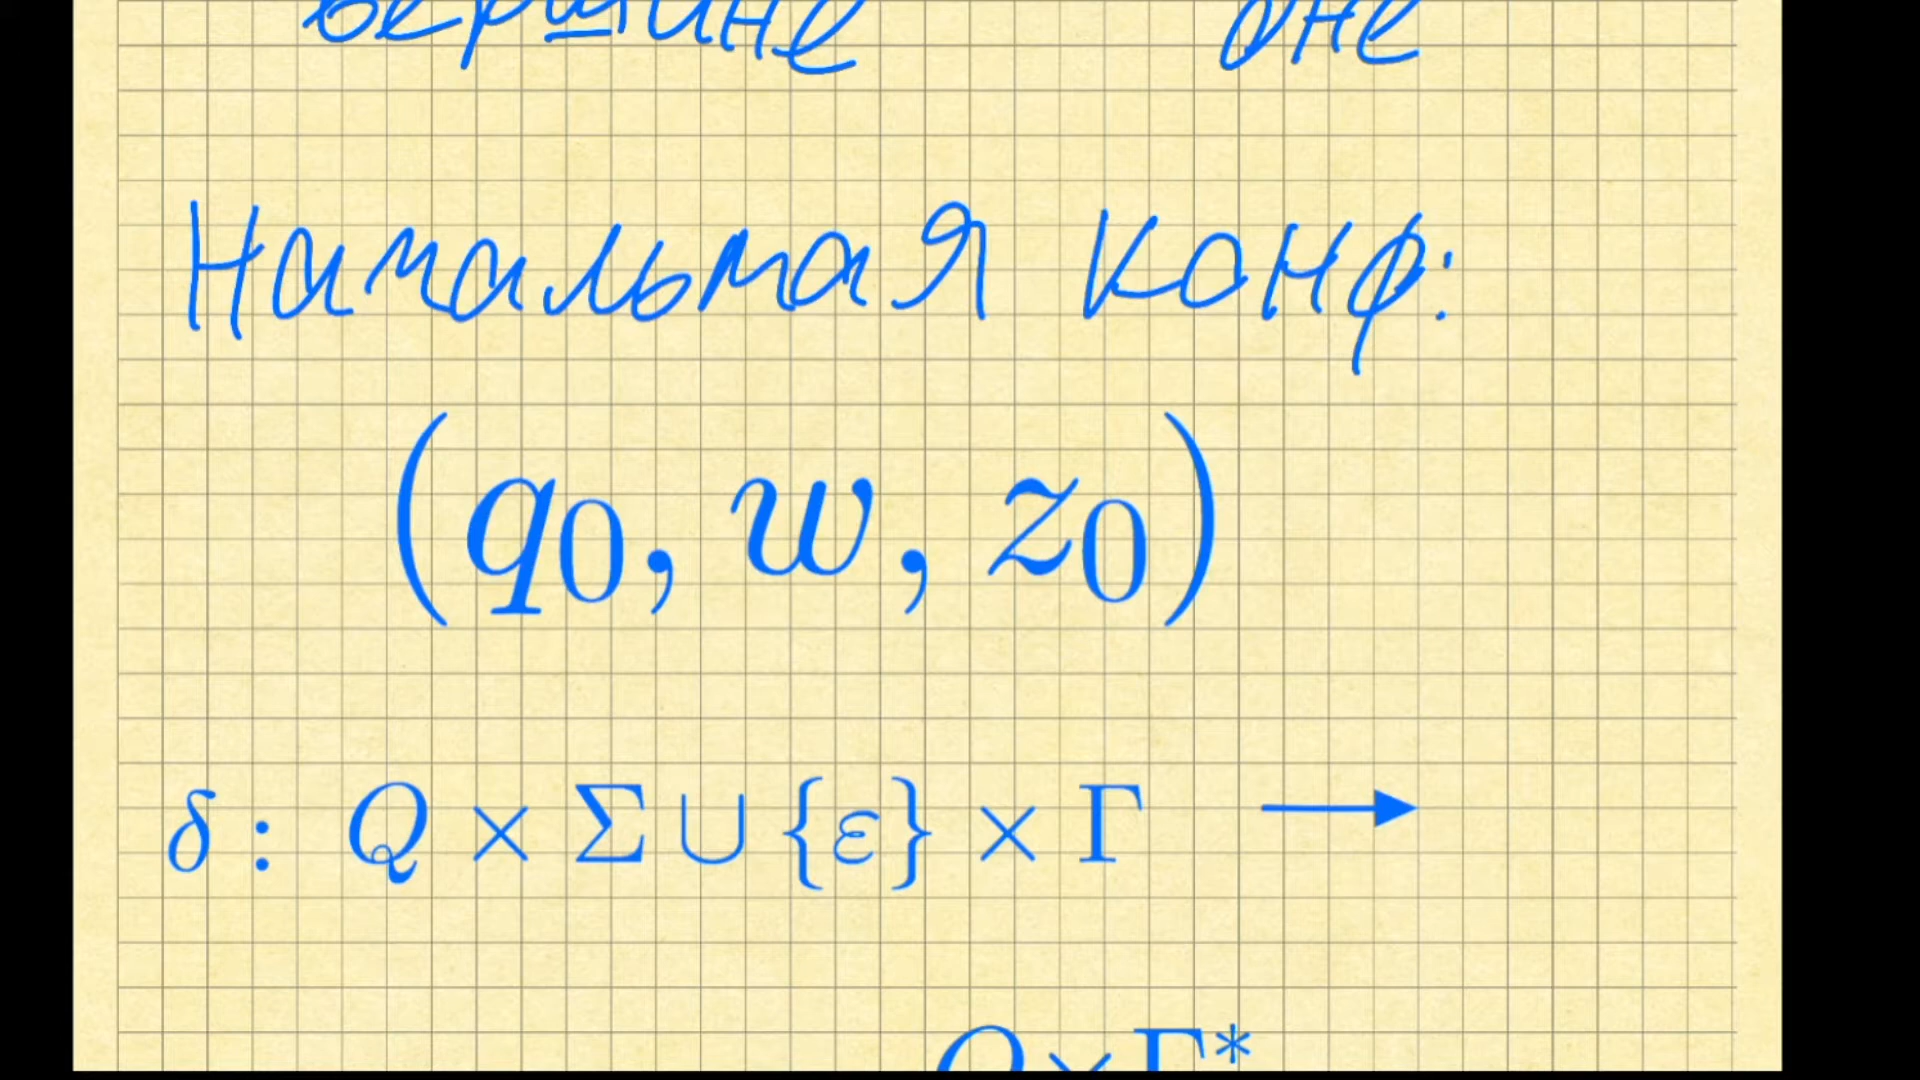 вершине дне
Начальная конф:
(q₀, w, z₀)
δ: Q × Σ ∪ {ε} × Γ →
Q × Γ*